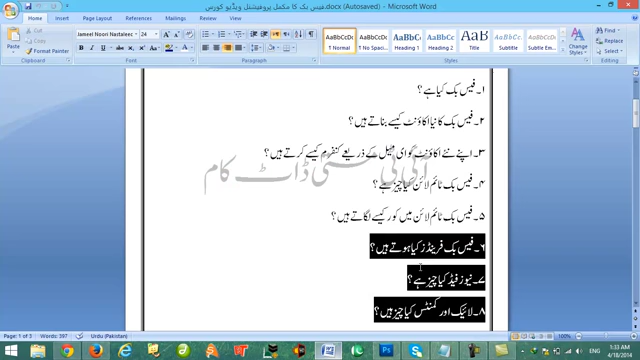 فیس بک کا مکمل پروفیشنل ویڈیو کورس.docx (Autosaved) - Microsoft Word
Home Insert Page Layout References Mailings Review View
Paste Cut Copy Format Painter Clipboard
Jameel Noori Nastaleeq 24 Font
Paragraph
AaBbCcDc 1 Normal AaBbCcDc 1 No Spaci... AaBbC Heading 1 AaBbCc Heading 2 AaB Title AaBbCc. Subtitle AaBbCcDc Subtle Em... Change Styles Styles
Find Replace Select Editing
۱۔ فیس بک کیا ہے؟
۲۔ فیس بک کا نیا اکاؤنٹ کیسے بناتے ہیں؟
۳۔ اپنے نئے اکاؤنٹ کو ای میل کے ذریعے کنفرم کیسے کرتے ہیں؟
آئی ٹی ستی ڈاٹ کام
۴۔ فیس بک ٹائم لائن کیا چیز ہے؟
۵۔ فیس بک ٹائم لائن میں کور کیسے لگاتے ہیں؟
۶۔ فیس بک فرینڈز کیا ہوتے ہیں؟
۷۔ نیوز فیڈ کیا چیز ہے؟
۸۔ لائیک اور کمنٹس کیا چیز ہیں؟
Page: 1 of 3 Words: 397 Urdu (Pakistan) 100%
1:33 AM
4/18/2014